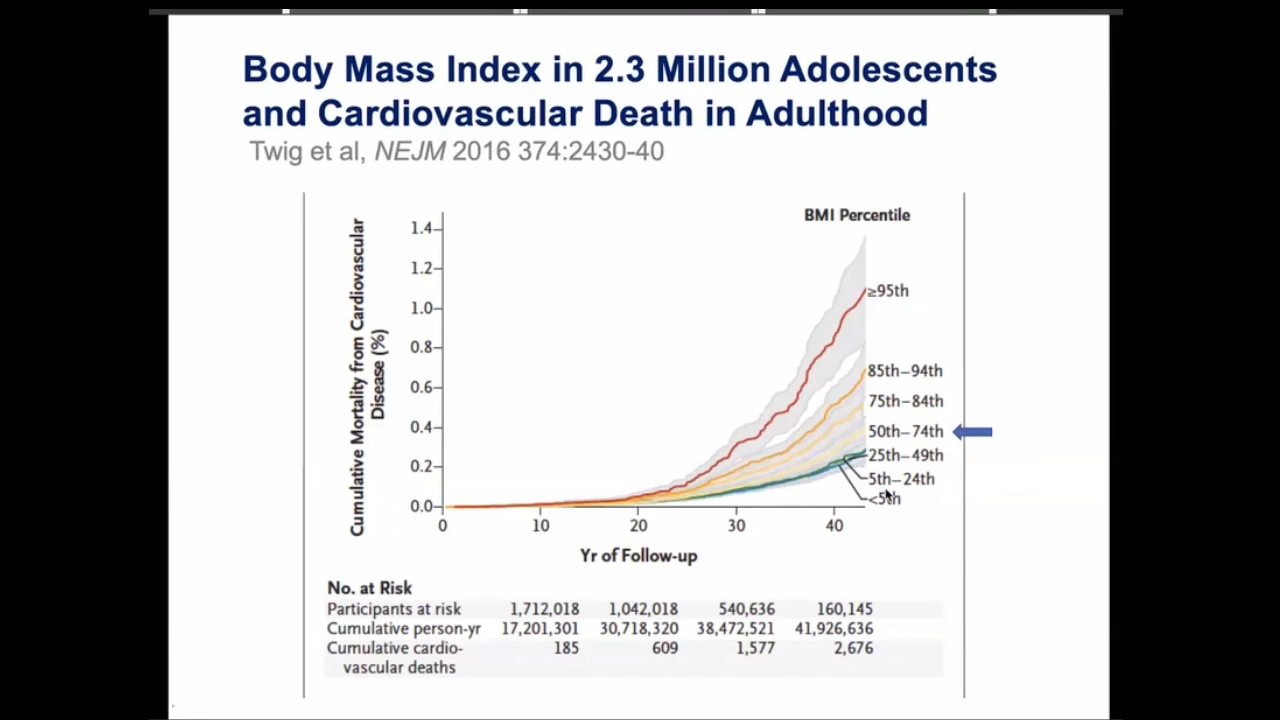 Body Mass Index in 2.3 Million Adolescents
and Cardiovascular Death in Adulthood
Twig et al, NEJM 2016 374:2430-40
BMI Percentile
Cumulative Mortality from Cardiovascular
Disease (%)
1.4
1.2
1.0
0.8
0.6
0.4
0.2
0.0
≥95th
85th–94th
75th–84th
50th–74th
25th–49th
5th–24th
<5th
0 10 20 30 40
Yr of Follow-up
No. at Risk
Participants at risk 1,712,018 1,042,018 540,636 160,145
Cumulative person-yr 17,201,301 30,718,320 38,472,521 41,926,636
Cumulative cardio- 185 609 1,577 2,676
vascular deaths